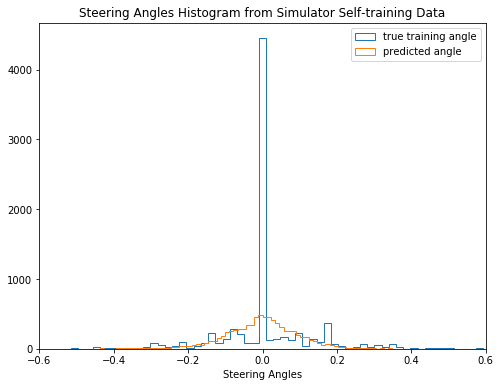 Steering Angles Histogram from Simulator Self-training Data
true training angle
predicted angle
4000
3000
2000
1000
0
−0.6 −0.4 −0.2 0.0 0.2 0.4 0.6
Steering Angles